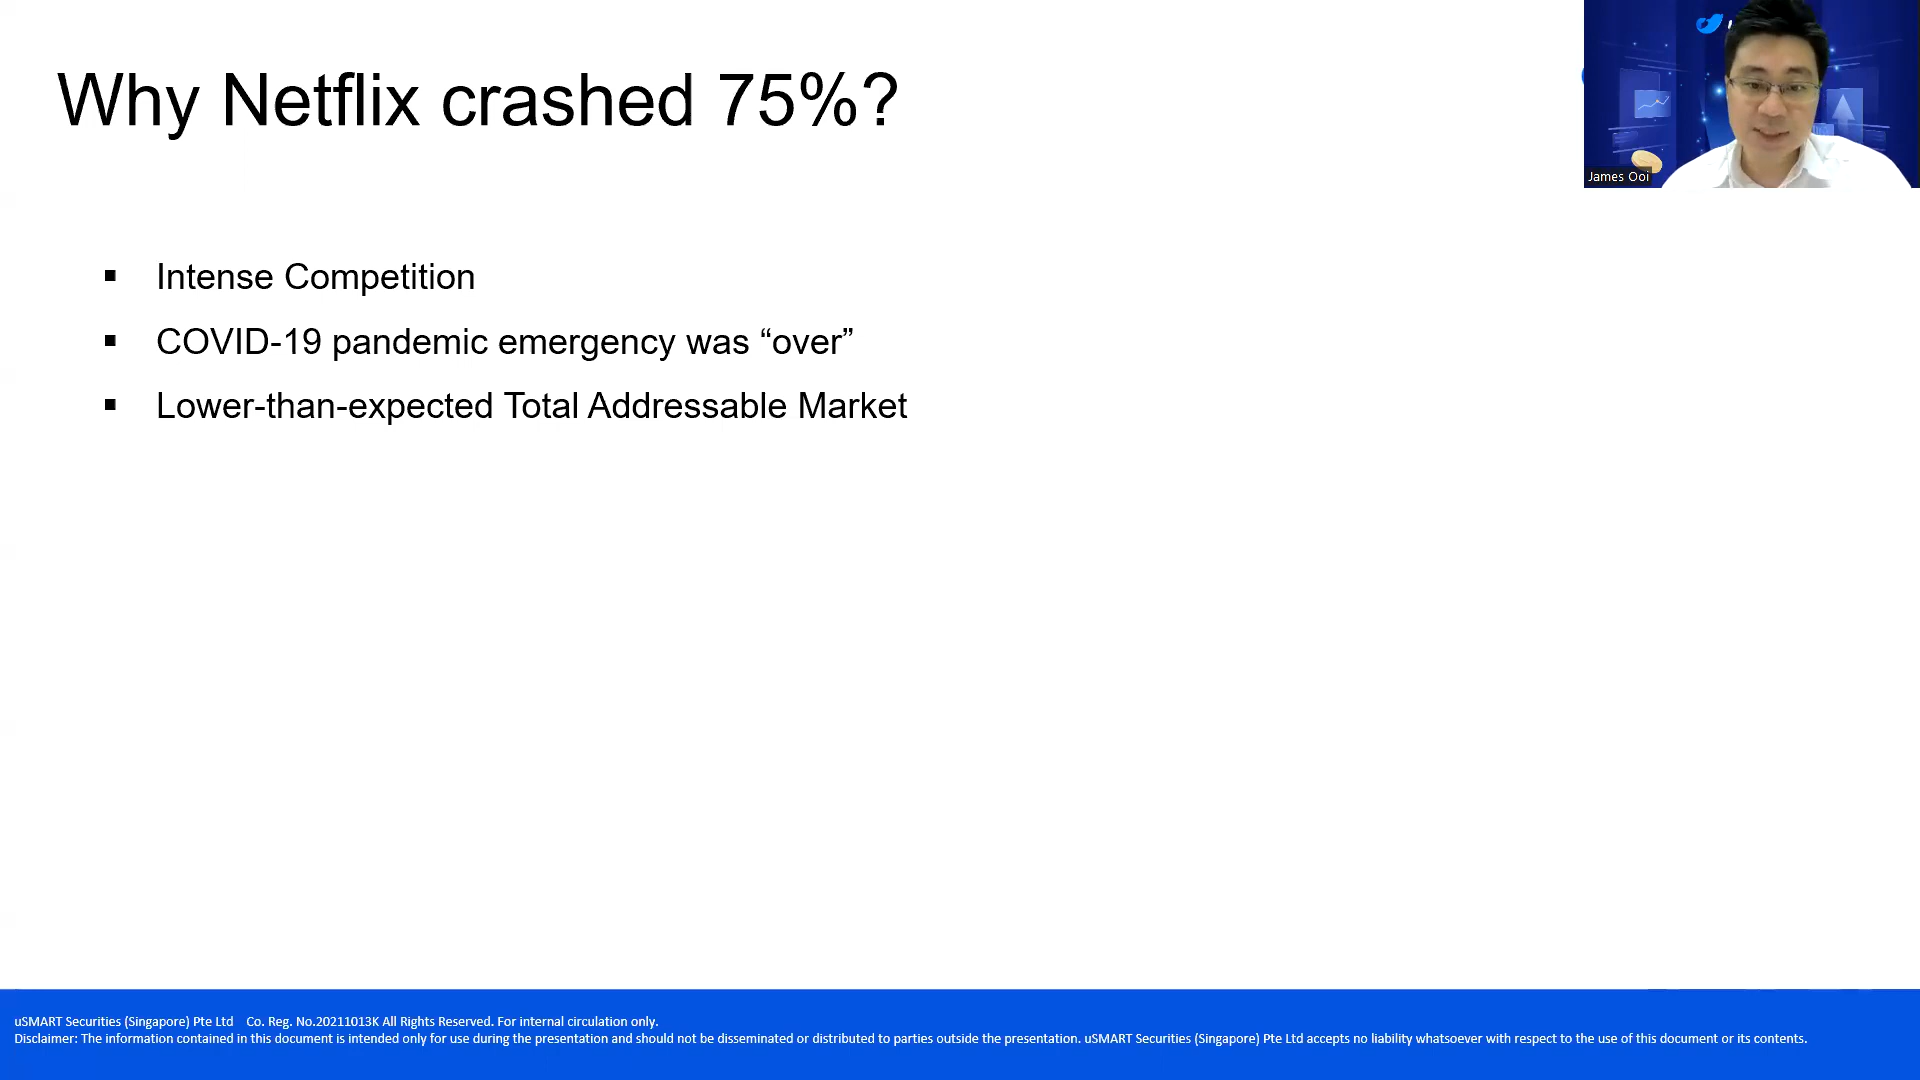 Why Netflix crashed 75%?
James Ooi
▪ Intense Competition
▪ COVID-19 pandemic emergency was “over”
▪ Lower-than-expected Total Addressable Market
uSMART Securities (Singapore) Pte Ltd Co. Reg. No.20211013K All Rights Reserved. For internal circulation only.
Disclaimer: The information contained in this document is intended only for use during the presentation and should not be disseminated or distributed to parties outside the presentation. uSMART Securities (Singapore) Pte Ltd accepts no liability whatsoever with respect to the use of this document or its contents.